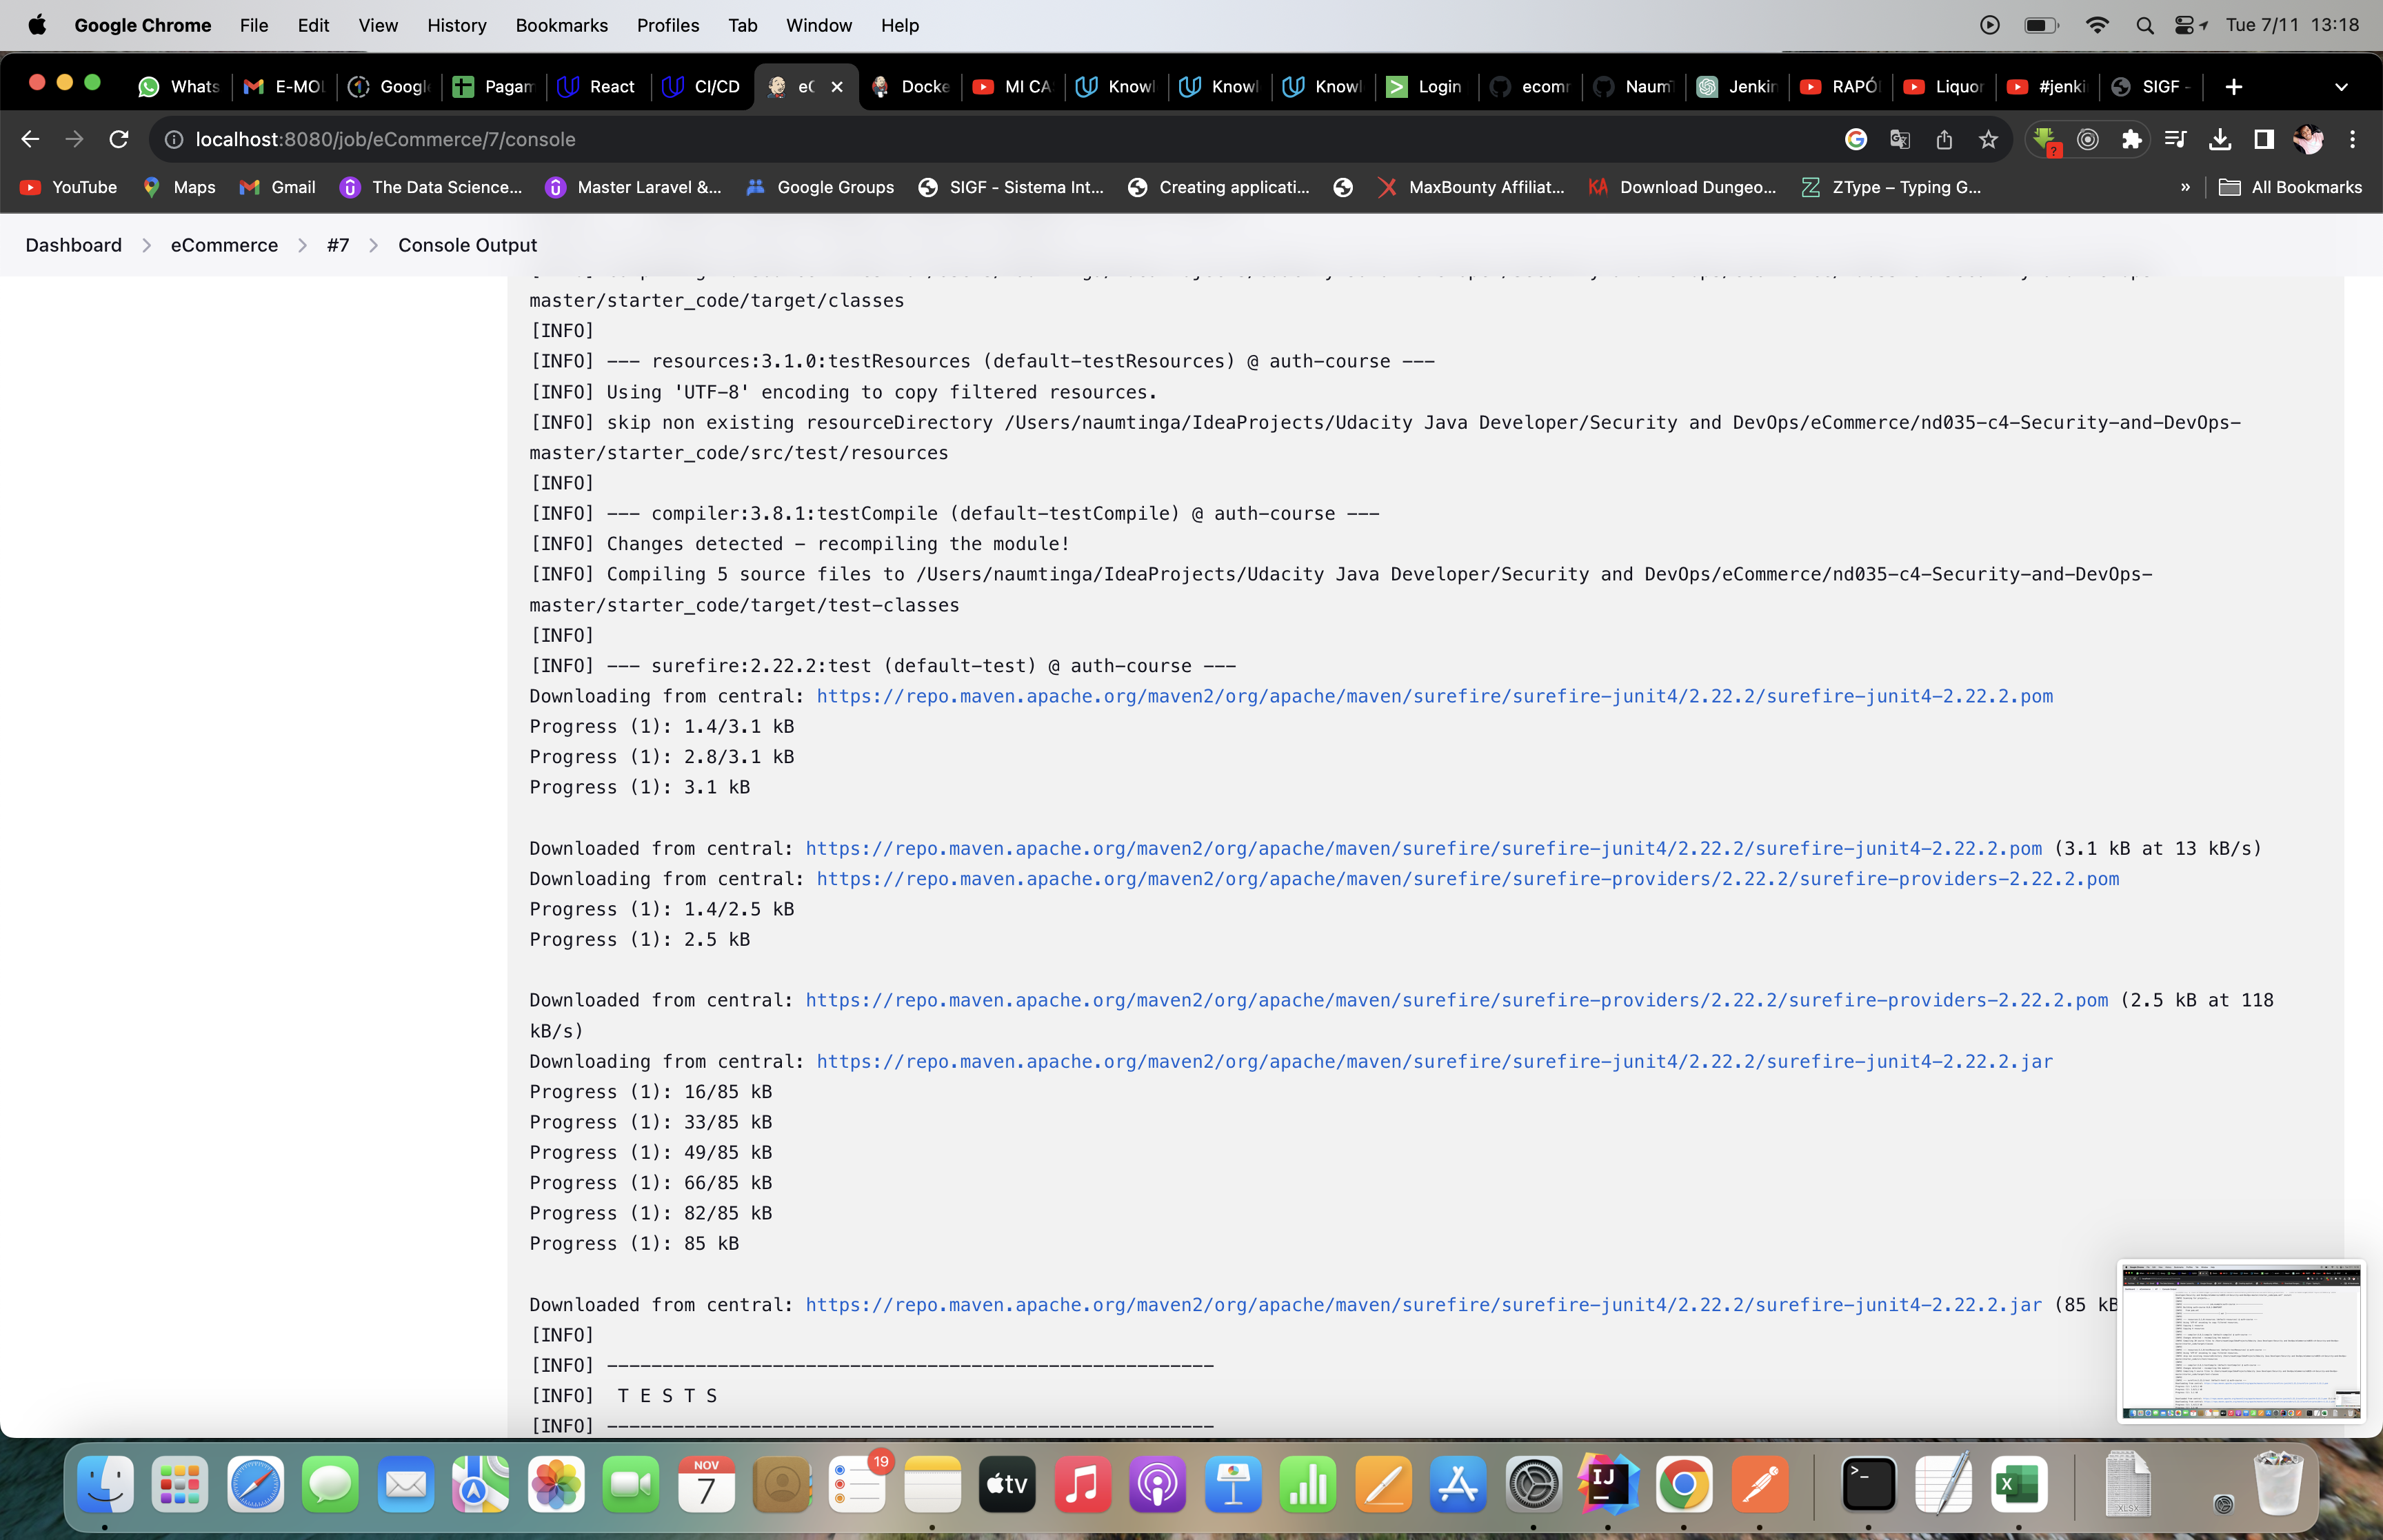 Google Chrome File Edit View History Bookmarks Profiles Tab Window Help Tue 7/11 13:18
Whats E-MOL Google Pagam React CI/CD eC Docke MI CA Knowl Knowl Knowl Login ecomr NaumT Jenkin RAPÓ Liquor #jenki SIGF -
localhost:8080/job/eCommerce/7/console
YouTube Maps Gmail The Data Science... Master Laravel &... Google Groups SIGF - Sistema Int... Creating applicati... MaxBounty Affiliat... KA Download Dungeo... ZType – Typing G... » All Bookmarks
Dashboard eCommerce #7 Console Output
master/starter_code/target/classes
[INFO]
[INFO] --- resources:3.1.0:testResources (default-testResources) @ auth-course ---
[INFO] Using 'UTF-8' encoding to copy filtered resources.
[INFO] skip non existing resourceDirectory /Users/naumtinga/IdeaProjects/Udacity Java Developer/Security and DevOps/eCommerce/nd035-c4-Security-and-DevOps-
master/starter_code/src/test/resources
[INFO]
[INFO] --- compiler:3.8.1:testCompile (default-testCompile) @ auth-course ---
[INFO] Changes detected - recompiling the module!
[INFO] Compiling 5 source files to /Users/naumtinga/IdeaProjects/Udacity Java Developer/Security and DevOps/eCommerce/nd035-c4-Security-and-DevOps-
master/starter_code/target/test-classes
[INFO]
[INFO] --- surefire:2.22.2:test (default-test) @ auth-course ---
Downloading from central: https://repo.maven.apache.org/maven2/org/apache/maven/surefire/surefire-junit4/2.22.2/surefire-junit4-2.22.2.pom
Progress (1): 1.4/3.1 kB
Progress (1): 2.8/3.1 kB
Progress (1): 3.1 kB
Downloaded from central: https://repo.maven.apache.org/maven2/org/apache/maven/surefire/surefire-junit4/2.22.2/surefire-junit4-2.22.2.pom (3.1 kB at 13 kB/s)
Downloading from central: https://repo.maven.apache.org/maven2/org/apache/maven/surefire/surefire-providers/2.22.2/surefire-providers-2.22.2.pom
Progress (1): 1.4/2.5 kB
Progress (1): 2.5 kB
Downloaded from central: https://repo.maven.apache.org/maven2/org/apache/maven/surefire/surefire-providers/2.22.2/surefire-providers-2.22.2.pom (2.5 kB at 118
kB/s)
Downloading from central: https://repo.maven.apache.org/maven2/org/apache/maven/surefire/surefire-junit4/2.22.2/surefire-junit4-2.22.2.jar
Progress (1): 16/85 kB
Progress (1): 33/85 kB
Progress (1): 49/85 kB
Progress (1): 66/85 kB
Progress (1): 82/85 kB
Progress (1): 85 kB
Downloaded from central: https://repo.maven.apache.org/maven2/org/apache/maven/surefire/surefire-junit4/2.22.2/surefire-junit4-2.22.2.jar (85 kB
[INFO]
[INFO] -------------------------------------------------------
[INFO]  T E S T S
[INFO] -------------------------------------------------------
NOV
7
19
tv
IJ
>_
X
XLSX